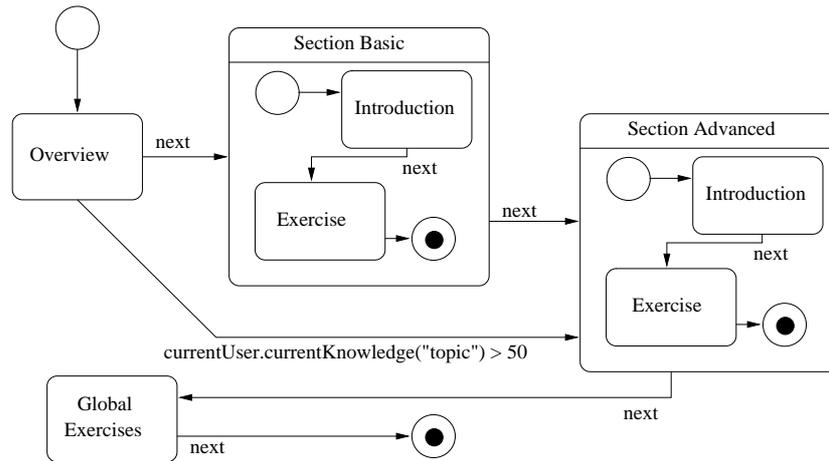 Section Basic
Introduction
next
Exercise
Overview
next
next
Section Advanced
Introduction
next
Exercise
currentUser.currentKnowledge("topic") > 50
next
Global
Exercises
next